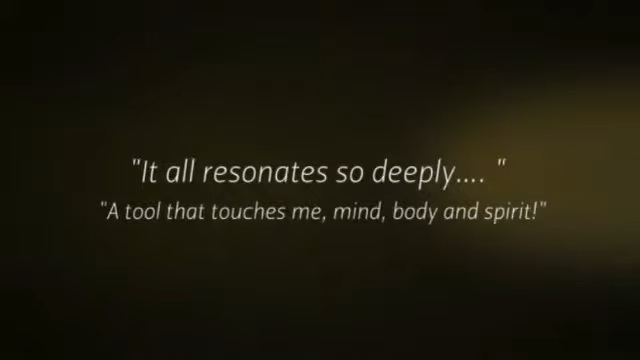 "It all resonates so deeply.... "
"A tool that touches me, mind, body and spirit!"